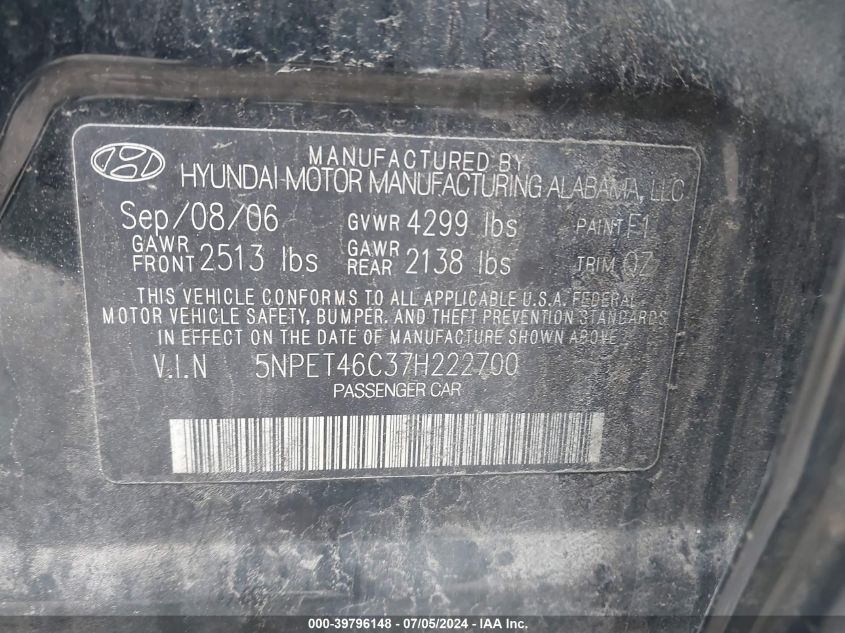 MANUFACTURED BY
HYUNDAI MOTOR MANUFACTURING ALABAMA, LLC
Sep/08/06 GVWR 4299 lbs PAINT F1
GAWR FRONT 2513 lbs GAWR REAR 2138 lbs TRIM QZ
THIS VEHICLE CONFORMS TO ALL APPLICABLE U.S.A. FEDERAL
MOTOR VEHICLE SAFETY, BUMPER, AND THEFT PREVENTION STANDARDS
IN EFFECT ON THE DATE OF MANUFACTURE SHOWN ABOVE
V.I.N 5NPET46C37H222700
PASSENGER CAR
000-39796148 - 07/05/2024 - IAAI, Inc.